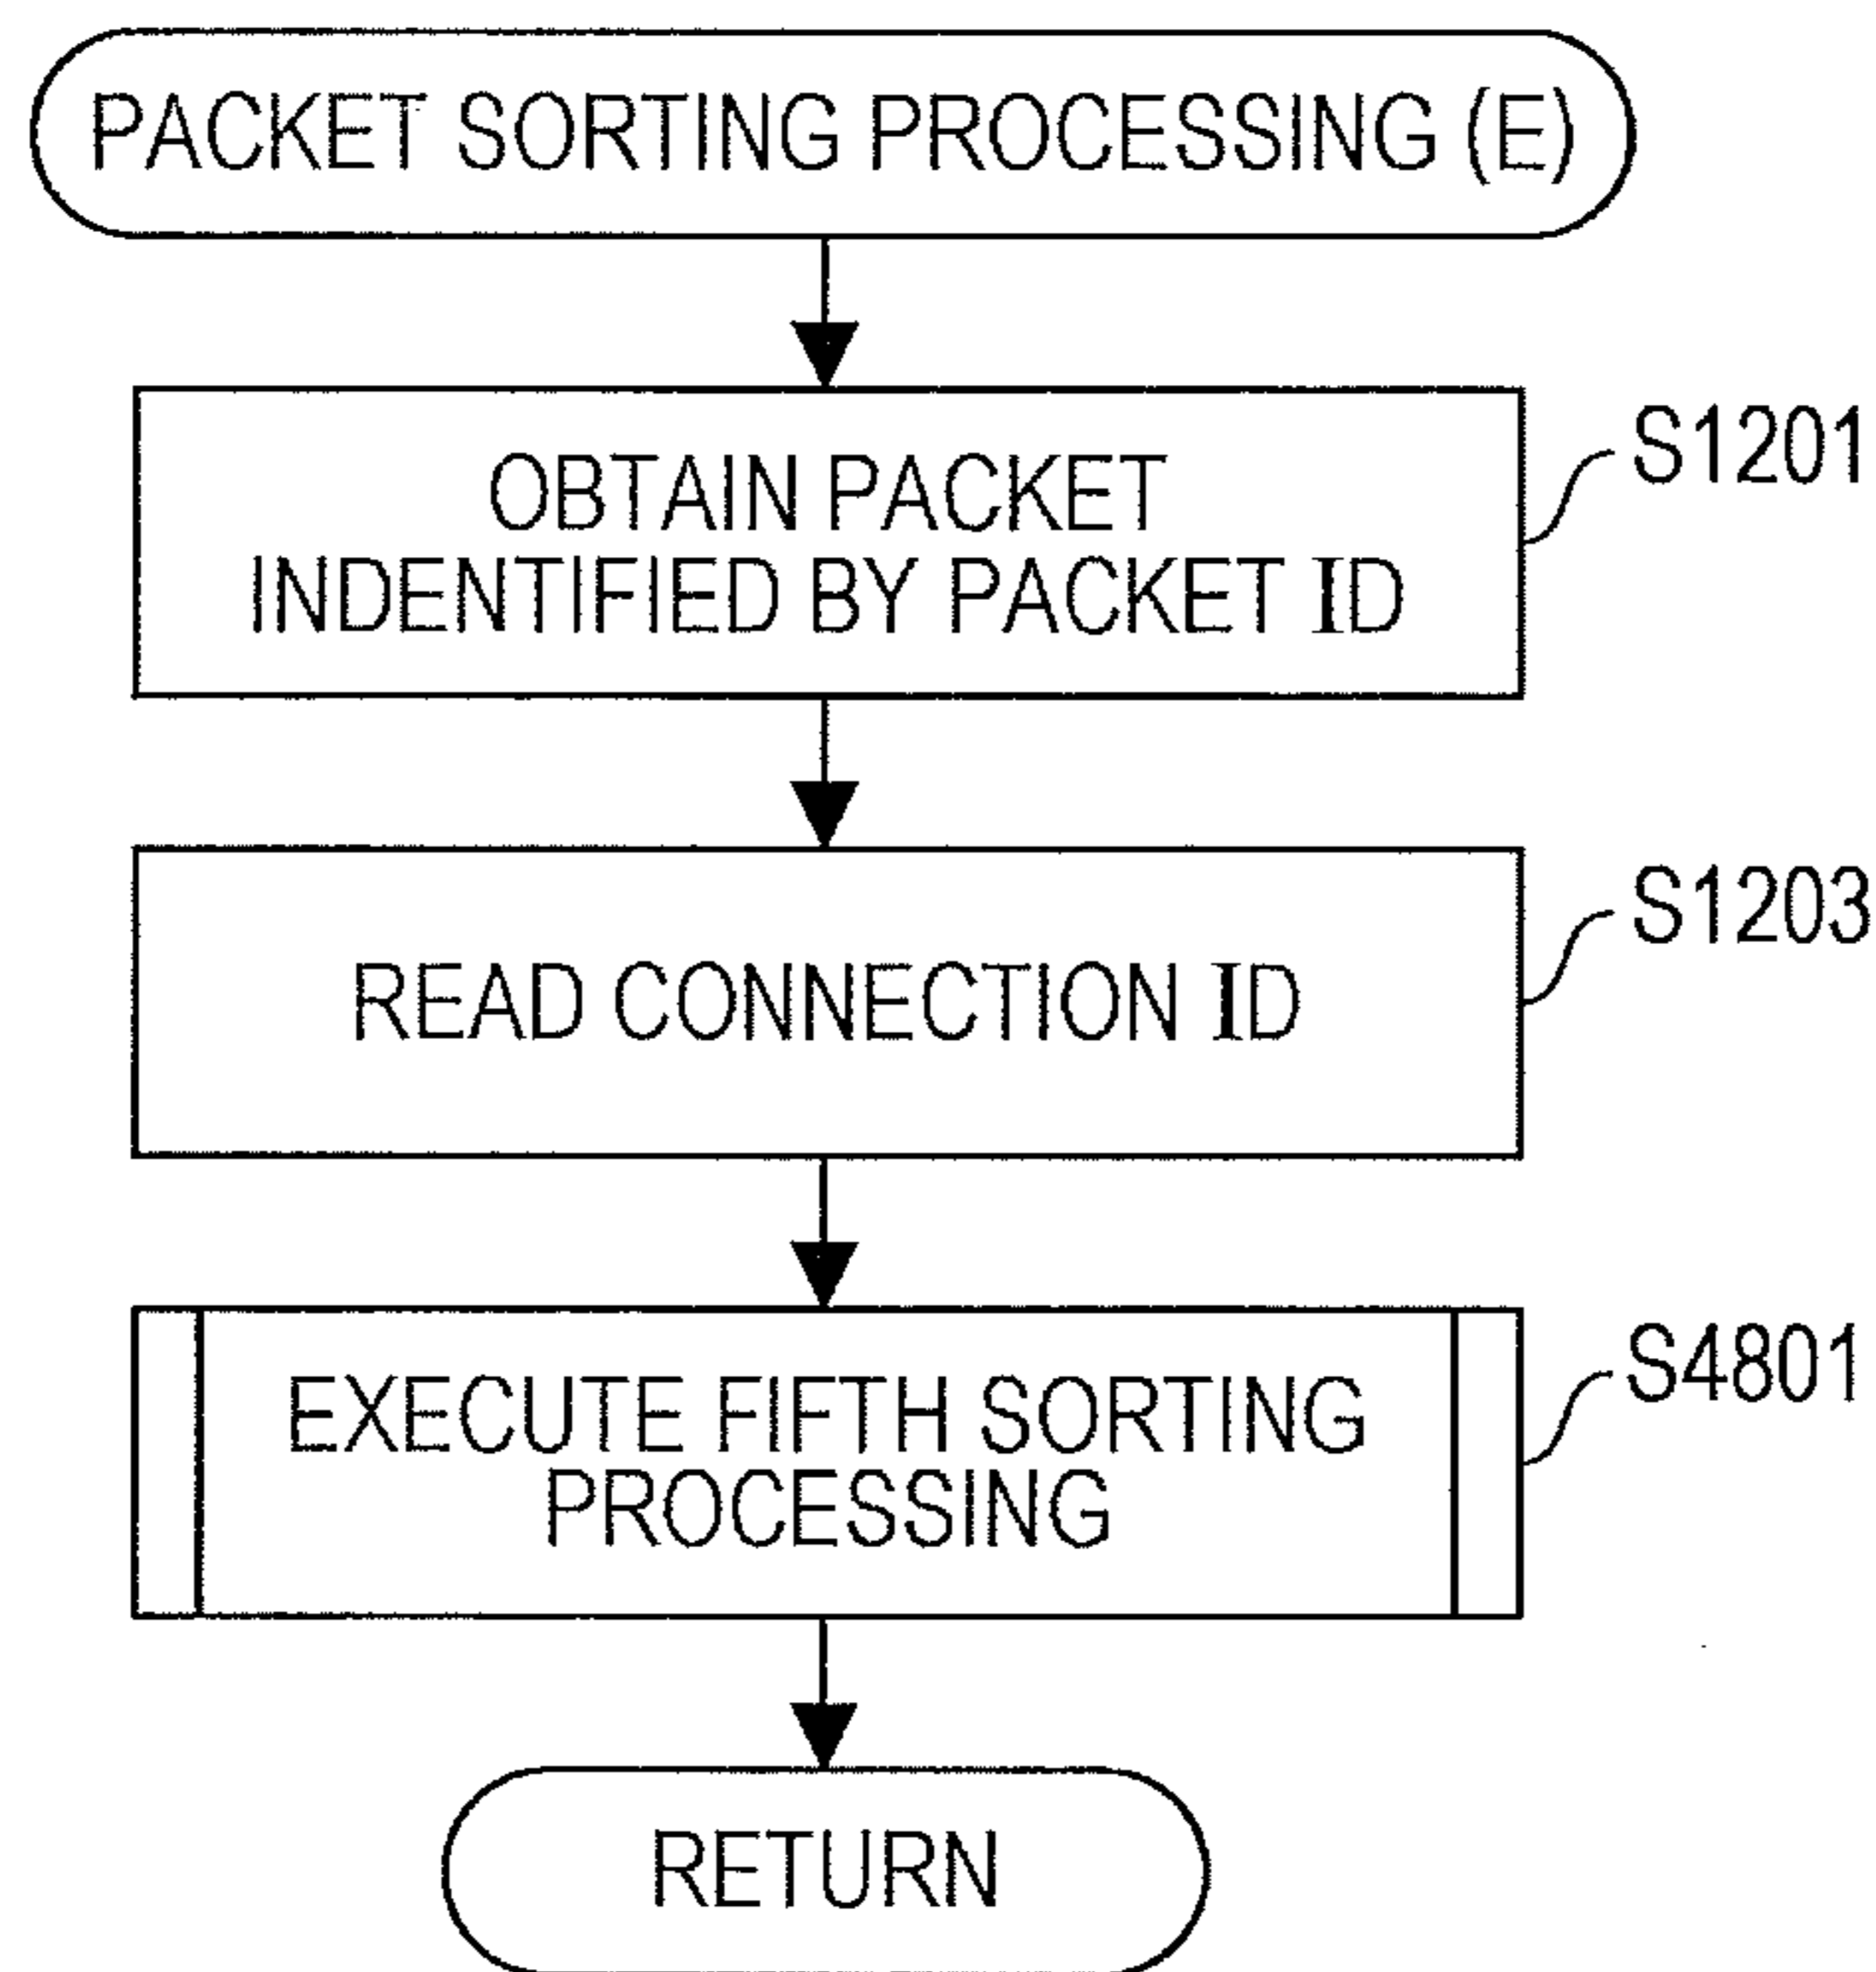 PACKET SORTING PROCESSING (E)
OBTAIN PACKET
INDENTIFIED BY PACKET ID
S1201
READ CONNECTION ID
S1203
EXECUTE FIFTH SORTING
PROCESSING
S4801
RETURN